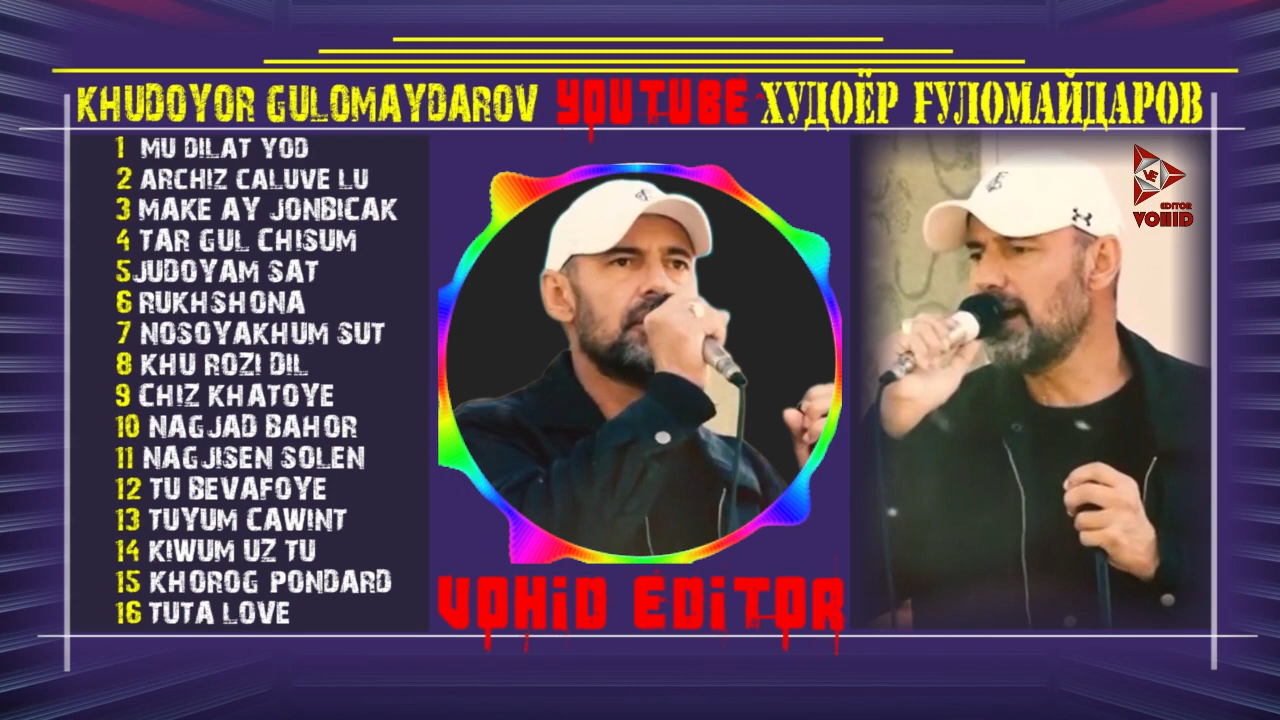 KHUDOYOR GULOMAYDAROV YOUTUBE ХУДОЁР ҒУЛОМАЙДАРОВ
1 MU DILAT YOD
2 ARCHIZ CALUVE LU
3 MAKE AY JONBICAK
4 TAR GUL CHISUM
5 JUDOYAM SAT
6 RUKHSHONA
7 NOSOYAKHUM SUT
8 KHU ROZI DIL
9 CHIZ KHATOYE
10 NAGJAD BAHOR
11 NAGJISEN SOLEN
12 TU BEVAFOYE
13 TUYUM CAWINT
14 KIWUM UZ TU
15 KHOROG PONDARD
16 TUTA LOVE
VOHiD EDiTOR
VE
EDITOR
VOHID